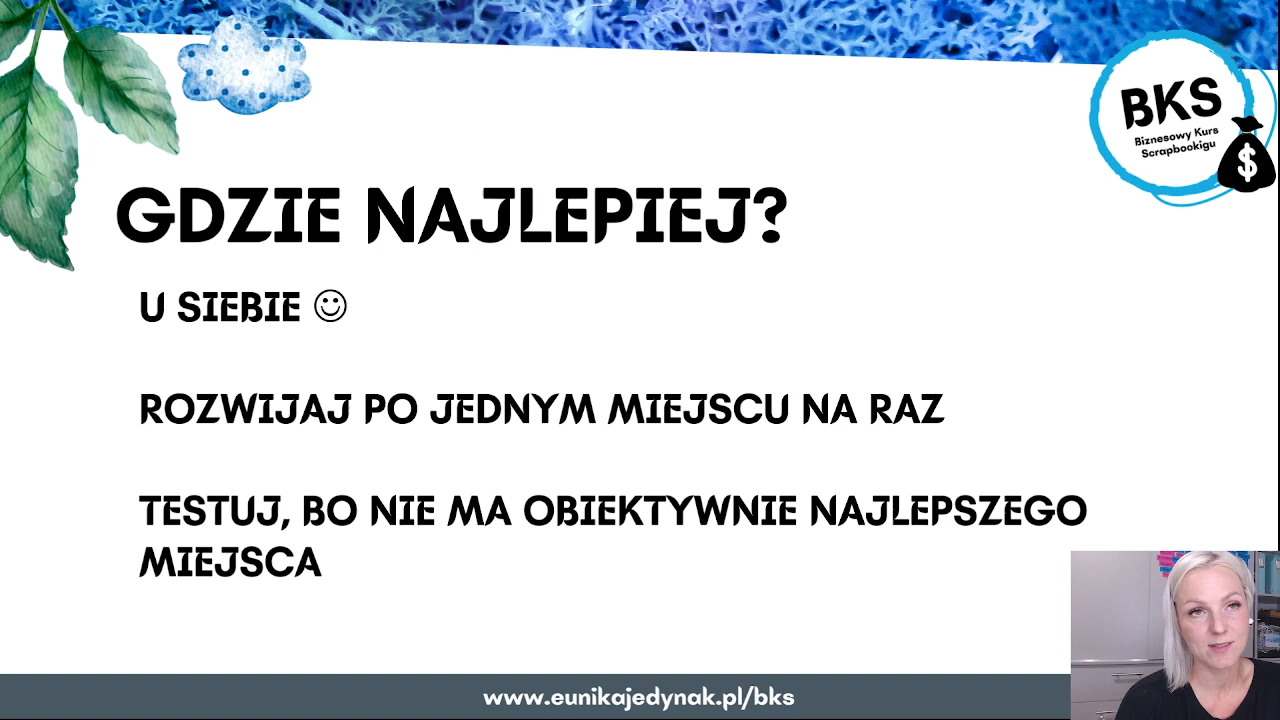 BKS
Biznesowy Kurs
Scrapbookigu
$
GDZIE NAJLEPIEJ?
U SIEBIE ☺
ROZWIJAJ PO JEDNYM MIEJSCU NA RAZ
TESTUJ, BO NIE MA OBIEKTYWNIE NAJLEPSZEGO
MIEJSCA
www.eunikajedynak.pl/bks